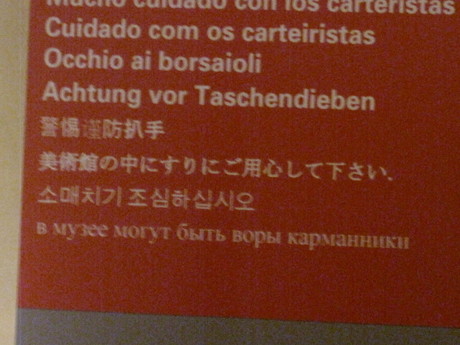 Mucho cuidado con los carteristas
Cuidado com os carteiristas
Occhio ai borsaioli
Achtung vor Taschendieben
警惕谨防扒手
美術館の中にすりにご用心して下さい、
소매치기 조심하십시오
в музее могут быть воры карманники